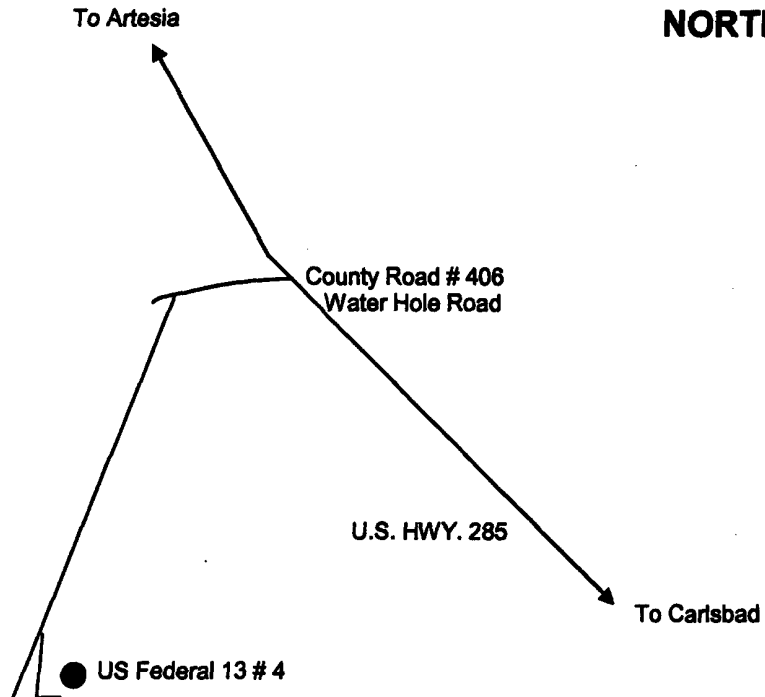 To Artesia
NORTH
County Road # 406
Water Hole Road
U.S. HWY. 285
To Carlsbad
US Federal 13 # 4